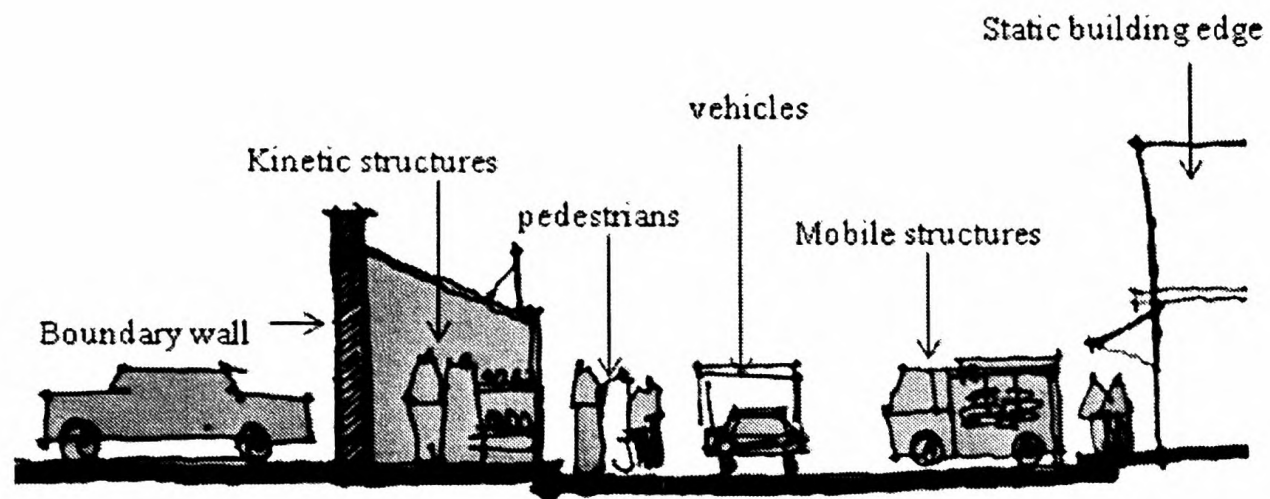 Static building edge
vehicles
Kinetic structures
pedestrians
Mobile structures
Boundary wall